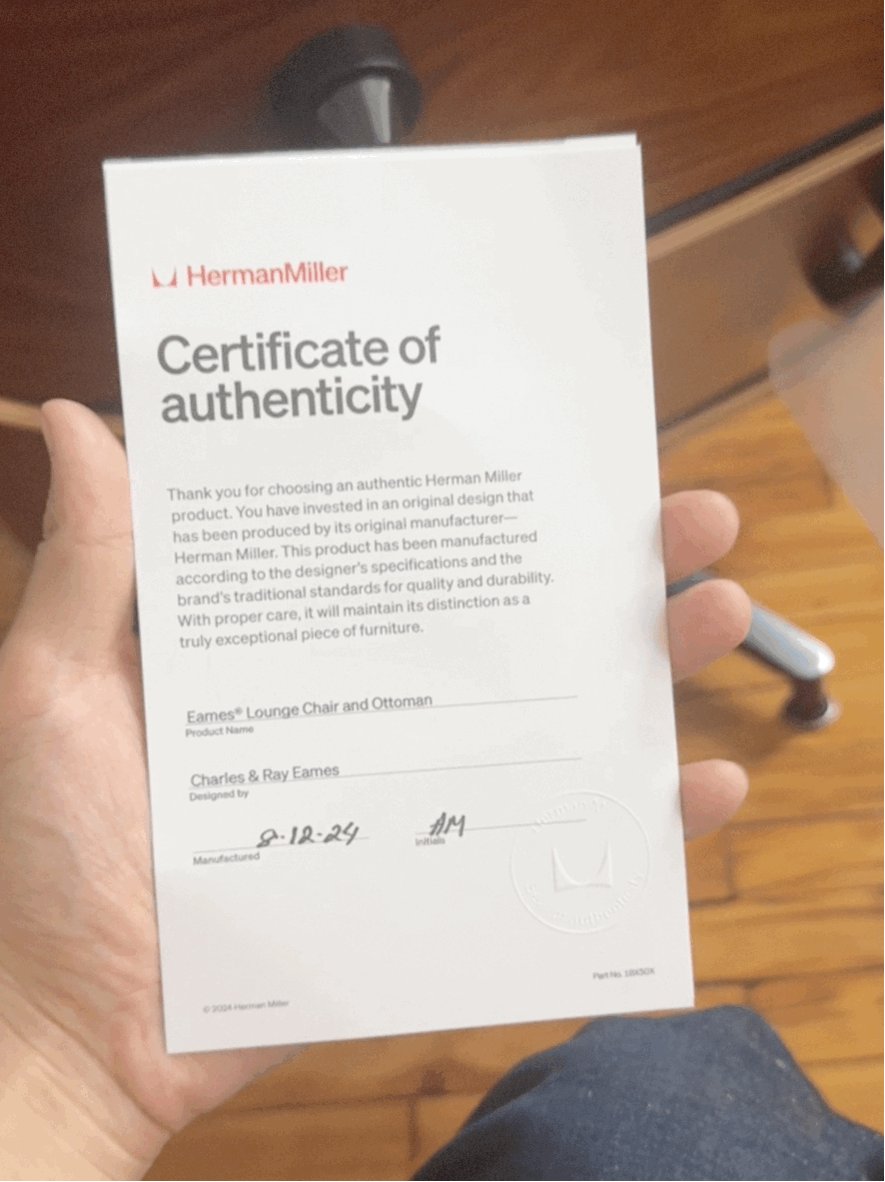 HermanMiller
Certificate of
authenticity
Thank you for choosing an authentic Herman Miller
product. You have invested in an original design that
has been produced by its original manufacturer—
Herman Miller. This product has been manufactured
according to the designer's specifications and the
brand's traditional standards for quality and durability.
With proper care, it will maintain its distinction as a
truly exceptional piece of furniture.
Eames® Lounge Chair and Ottoman
Product Name
Charles & Ray Eames
Designed by
8-12-24 AM
Manufactured Initials
Part No.
© 2024 Herman Miller